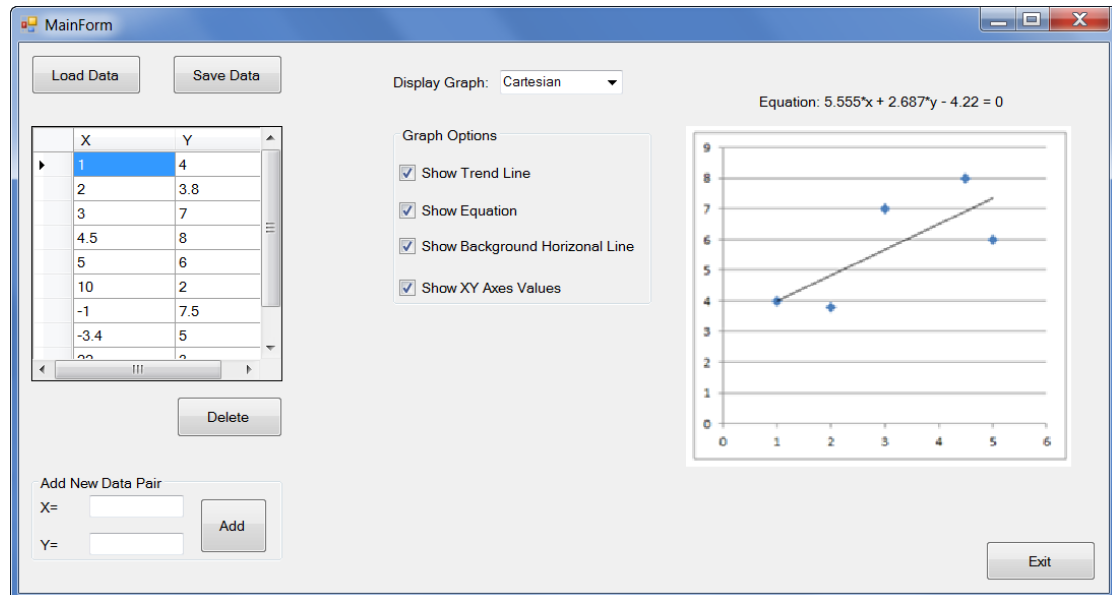 MainForm
Load Data
Save Data
Display Graph: Cartesian
Equation: 5.555*x + 2.687*y - 4.22 = 0
X Y
1 4
2 3.8
3 7
4.5 8
5 6
10 2
-1 7.5
-3.4 5
Delete
Add New Data Pair
X=
Y=
Add
Graph Options
Show Trend Line
Show Equation
Show Background Horizonal Line
Show XY Axes Values
9
8
7
6
5
4
3
2
1
0
0 1 2 3 4 5 6
Exit